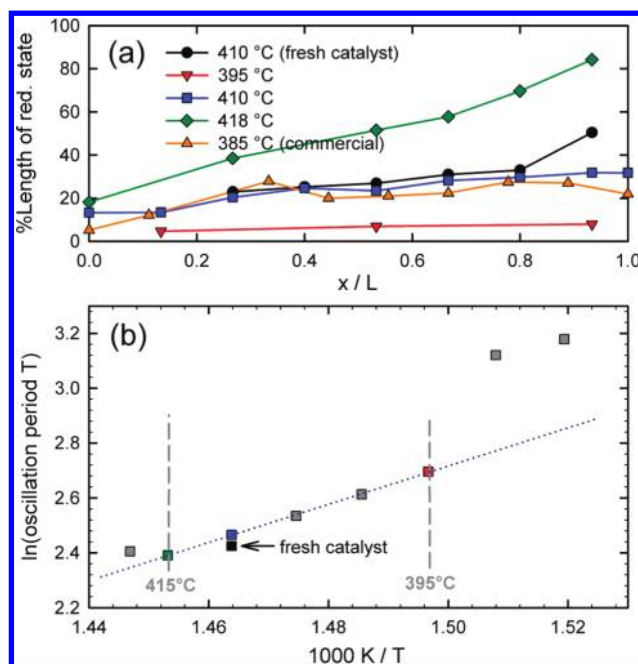 (a)
410 °C (fresh catalyst)
395 °C
410 °C
418 °C
385 °C (commercial)
%Length of red. state
100
80
60
40
20
0
0.0 0.2 0.4 0.6 0.8 1.0
x / L
(b)
ln(oscillation period T)
3.2
3.0
2.8
2.6
2.4
2.2
fresh catalyst
415°C
395°C
1.44 1.46 1.48 1.50 1.52
1000 K / T